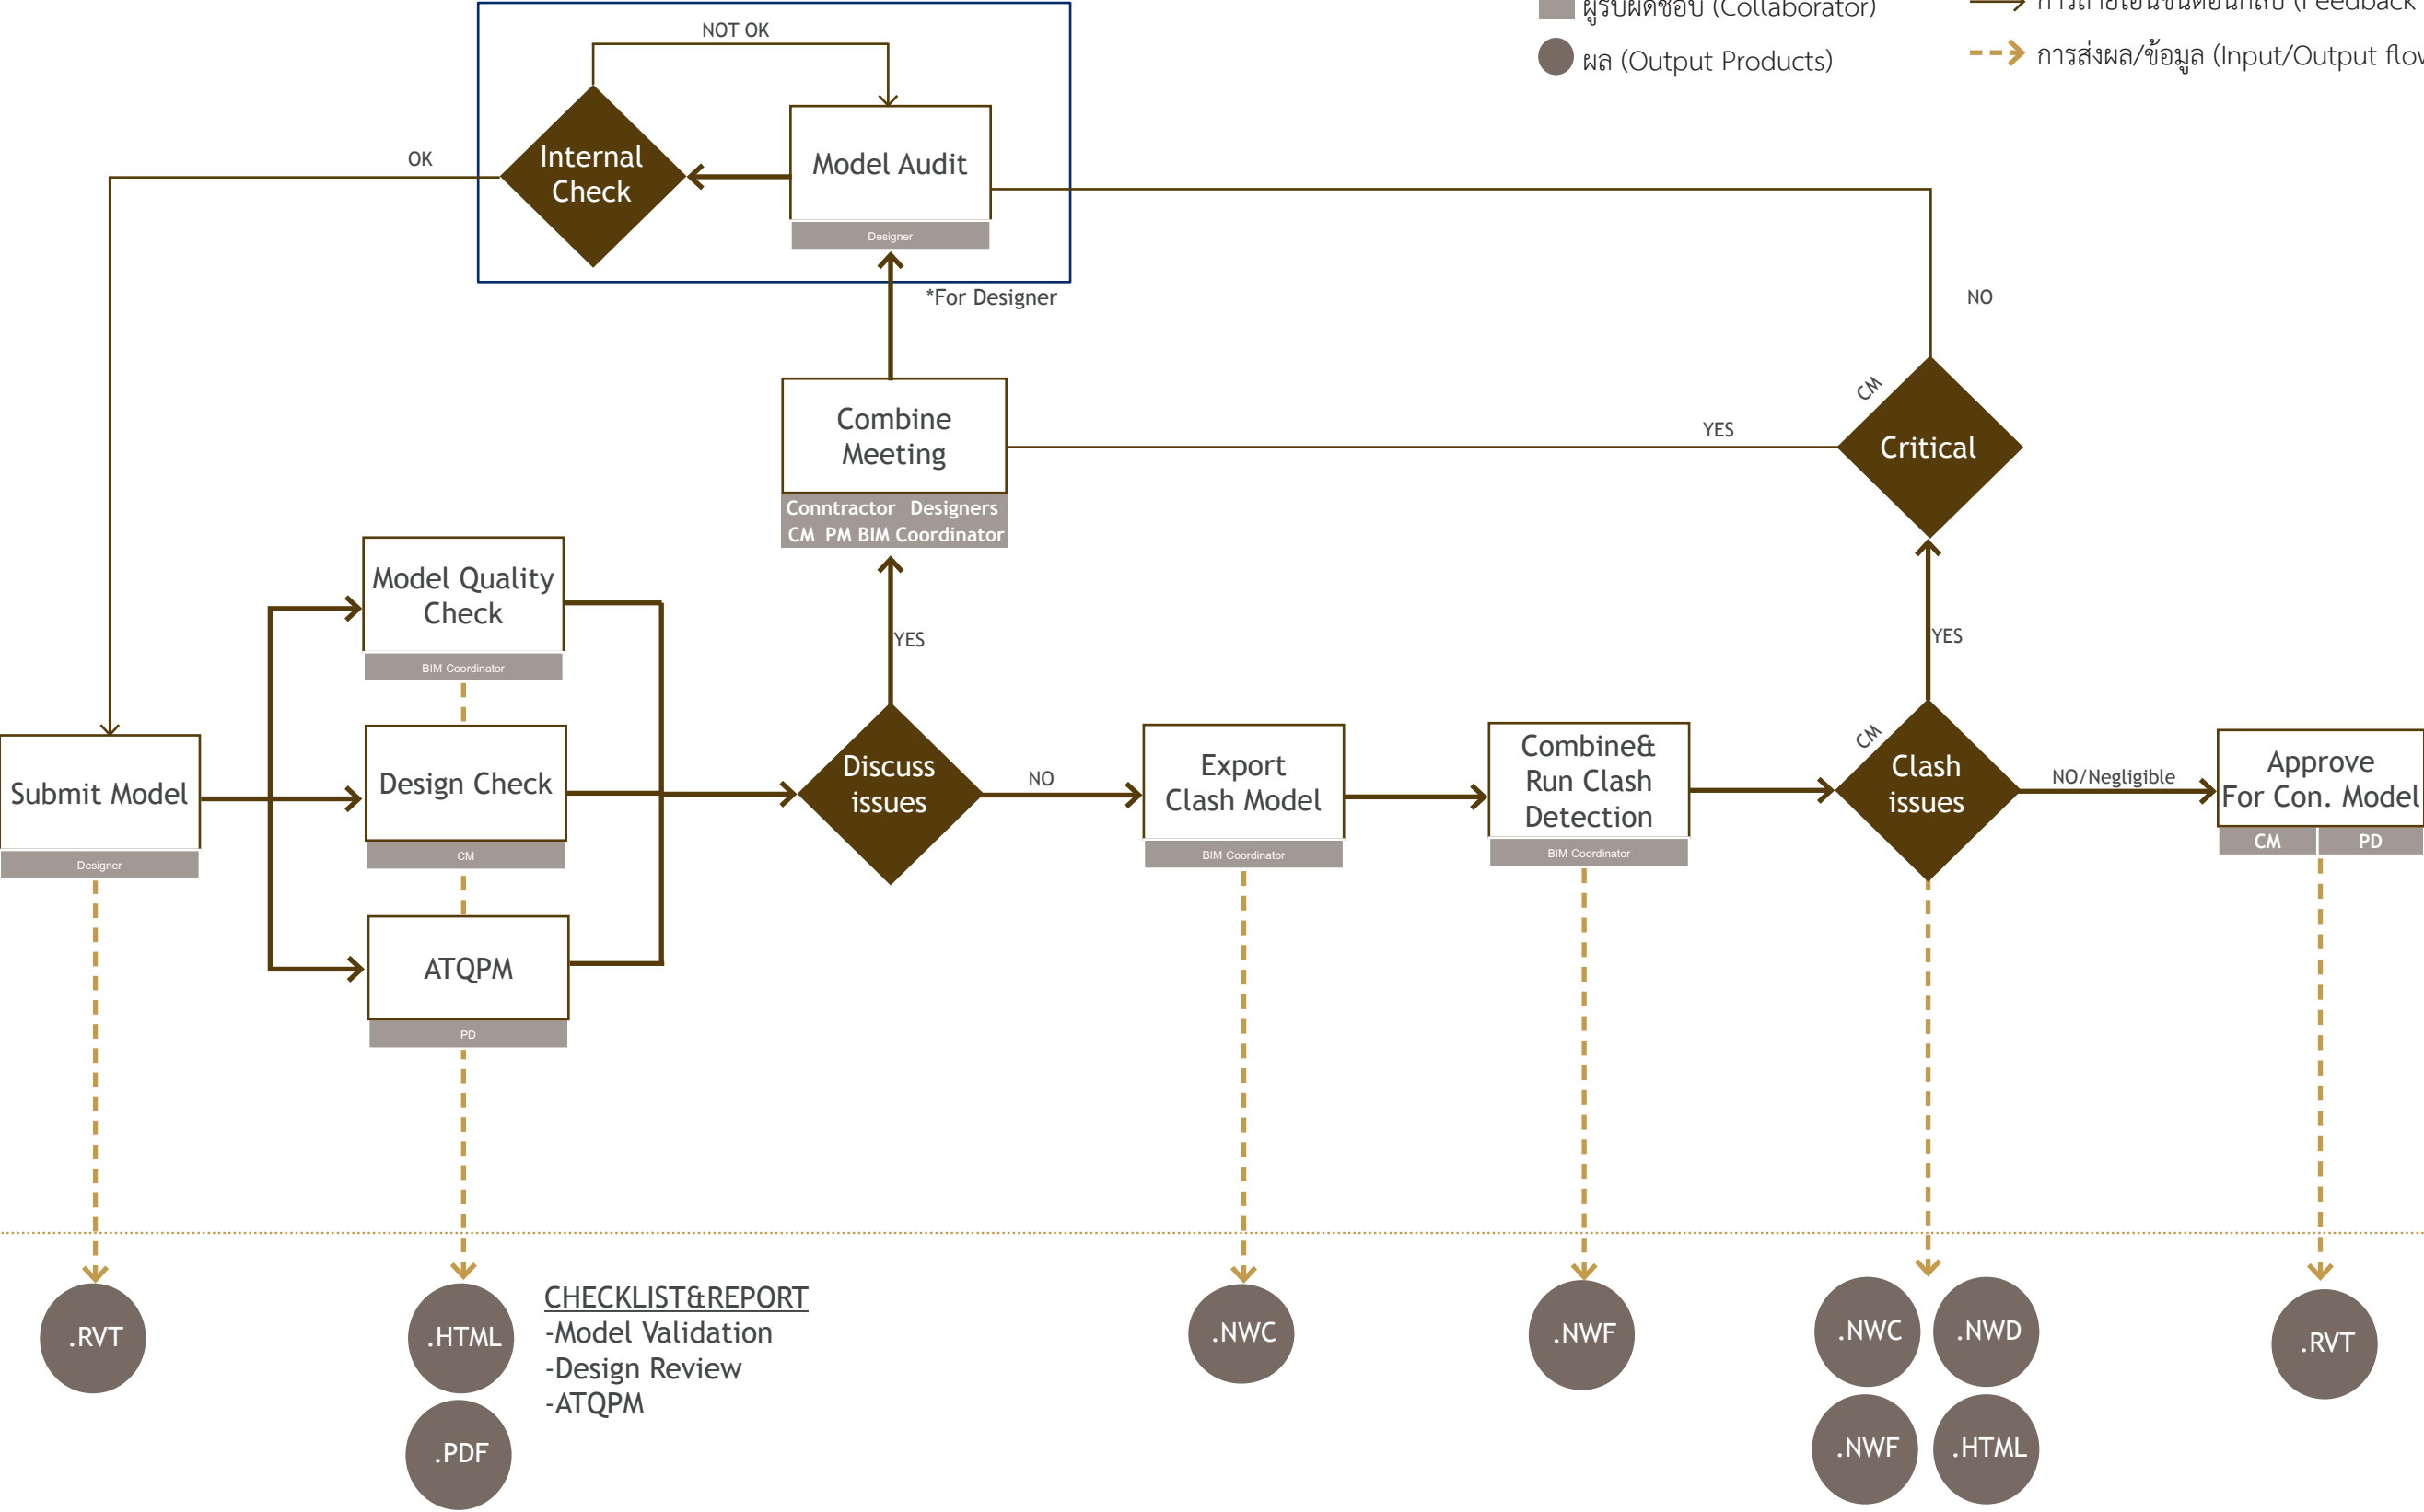 ผู้รับผิดชอบ (Collaborator)
ผล (Output Products)
การส่งผล/ข้อมูล (Input/Output flow
NOT OK
OK
Internal
Check
Model Audit
Designer
*For Designer
NO
Combine
Meeting
Conntractor Designers
CM PM BIM Coordinator
YES
CM
Critical
Model Quality
Check
BIM Coordinator
YES
YES
Submit Model
Designer
Design Check
CM
Discuss
issues
NO
Export
Clash Model
BIM Coordinator
Combine&
Run Clash
Detection
BIM Coordinator
CM
Clash
issues
NO/Negligible
Approve
For Con. Model
CM PD
ATQPM
PD
.RVT
.HTML
.PDF
CHECKLIST&REPORT
-Model Validation
-Design Review
-ATQPM
.NWC
.NWF
.NWC
.NWD
.NWF
.HTML
.RVT